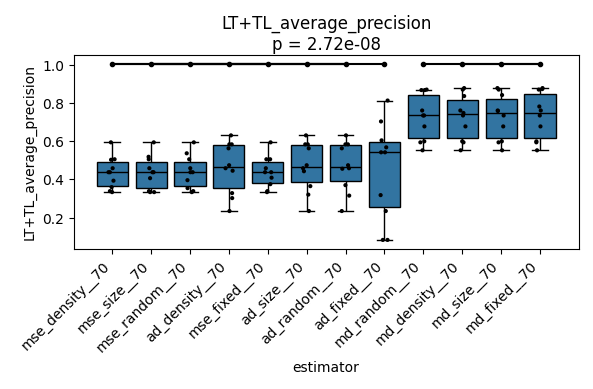 LT+TL_average_precision
p = 2.72e-08
LT+TL_average_precision
1.0
0.8
0.6
0.4
0.2
mse_density__70
mse_size__70
mse_random__70
ad_density__70
mse_fixed__70
ad_size__70
ad_random__70
ad_fixed__70
md_random__70
md_density__70
md_size__70
md_fixed__70
estimator